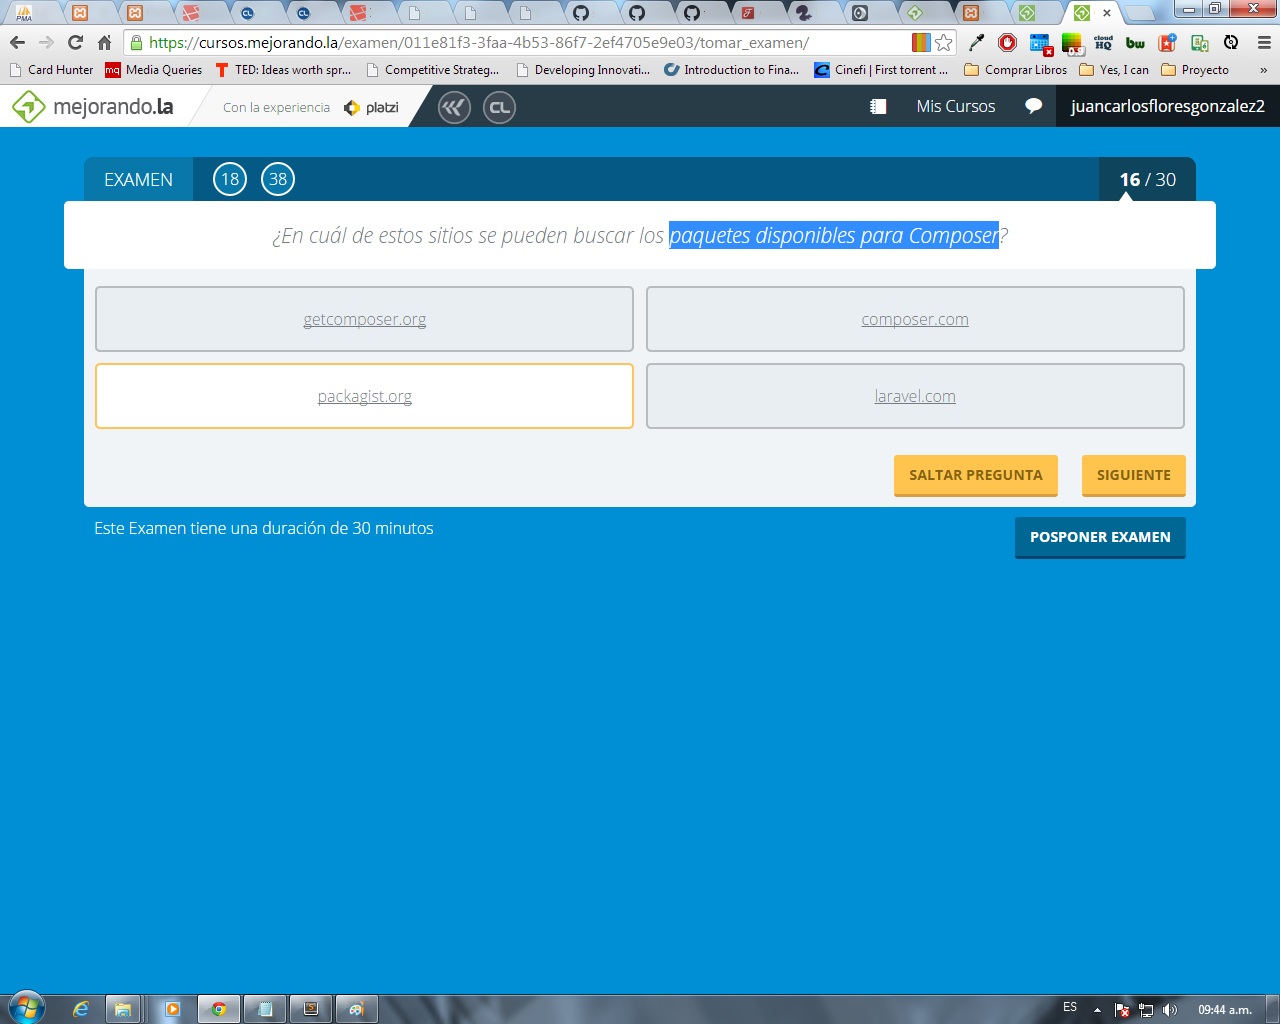 https://cursos.mejorando.la/examen/011e81f3-3faa-4b53-86f7-2ef4705e9e03/tomar_examen/
Card Hunter
mq Media Queries
TED: Ideas worth spr...
Competitive Strateg...
Developing Innovati...
Introduction to Fina...
Cinefi | First torrent ...
Comprar Libros
Yes, I can
Proyecto
»
mejorando.la
Con la experiencia platzi
CL
Mis Cursos
juancarlosfloresgonzalez2
EXAMEN 18 38 16 / 30
¿En cuál de estos sitios se pueden buscar los paquetes disponibles para Composer?
getcomposer.org
composer.com
packagist.org
laravel.com
SALTAR PREGUNTA
SIGUIENTE
Este Examen tiene una duración de 30 minutos
POSPONER EXAMEN
ES
09:44 a.m.